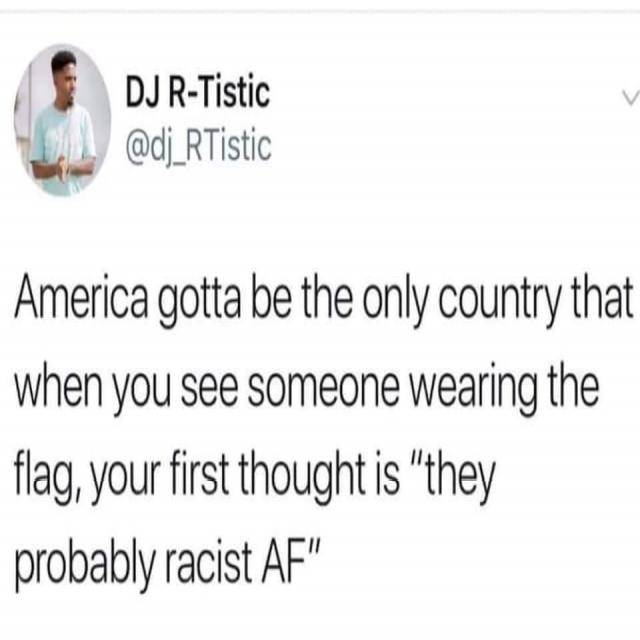 DJ R-Tistic
@dj_RTistic
America gotta be the only country that
when you see someone wearing the
flag, your first thought is "they
probably racist AF"